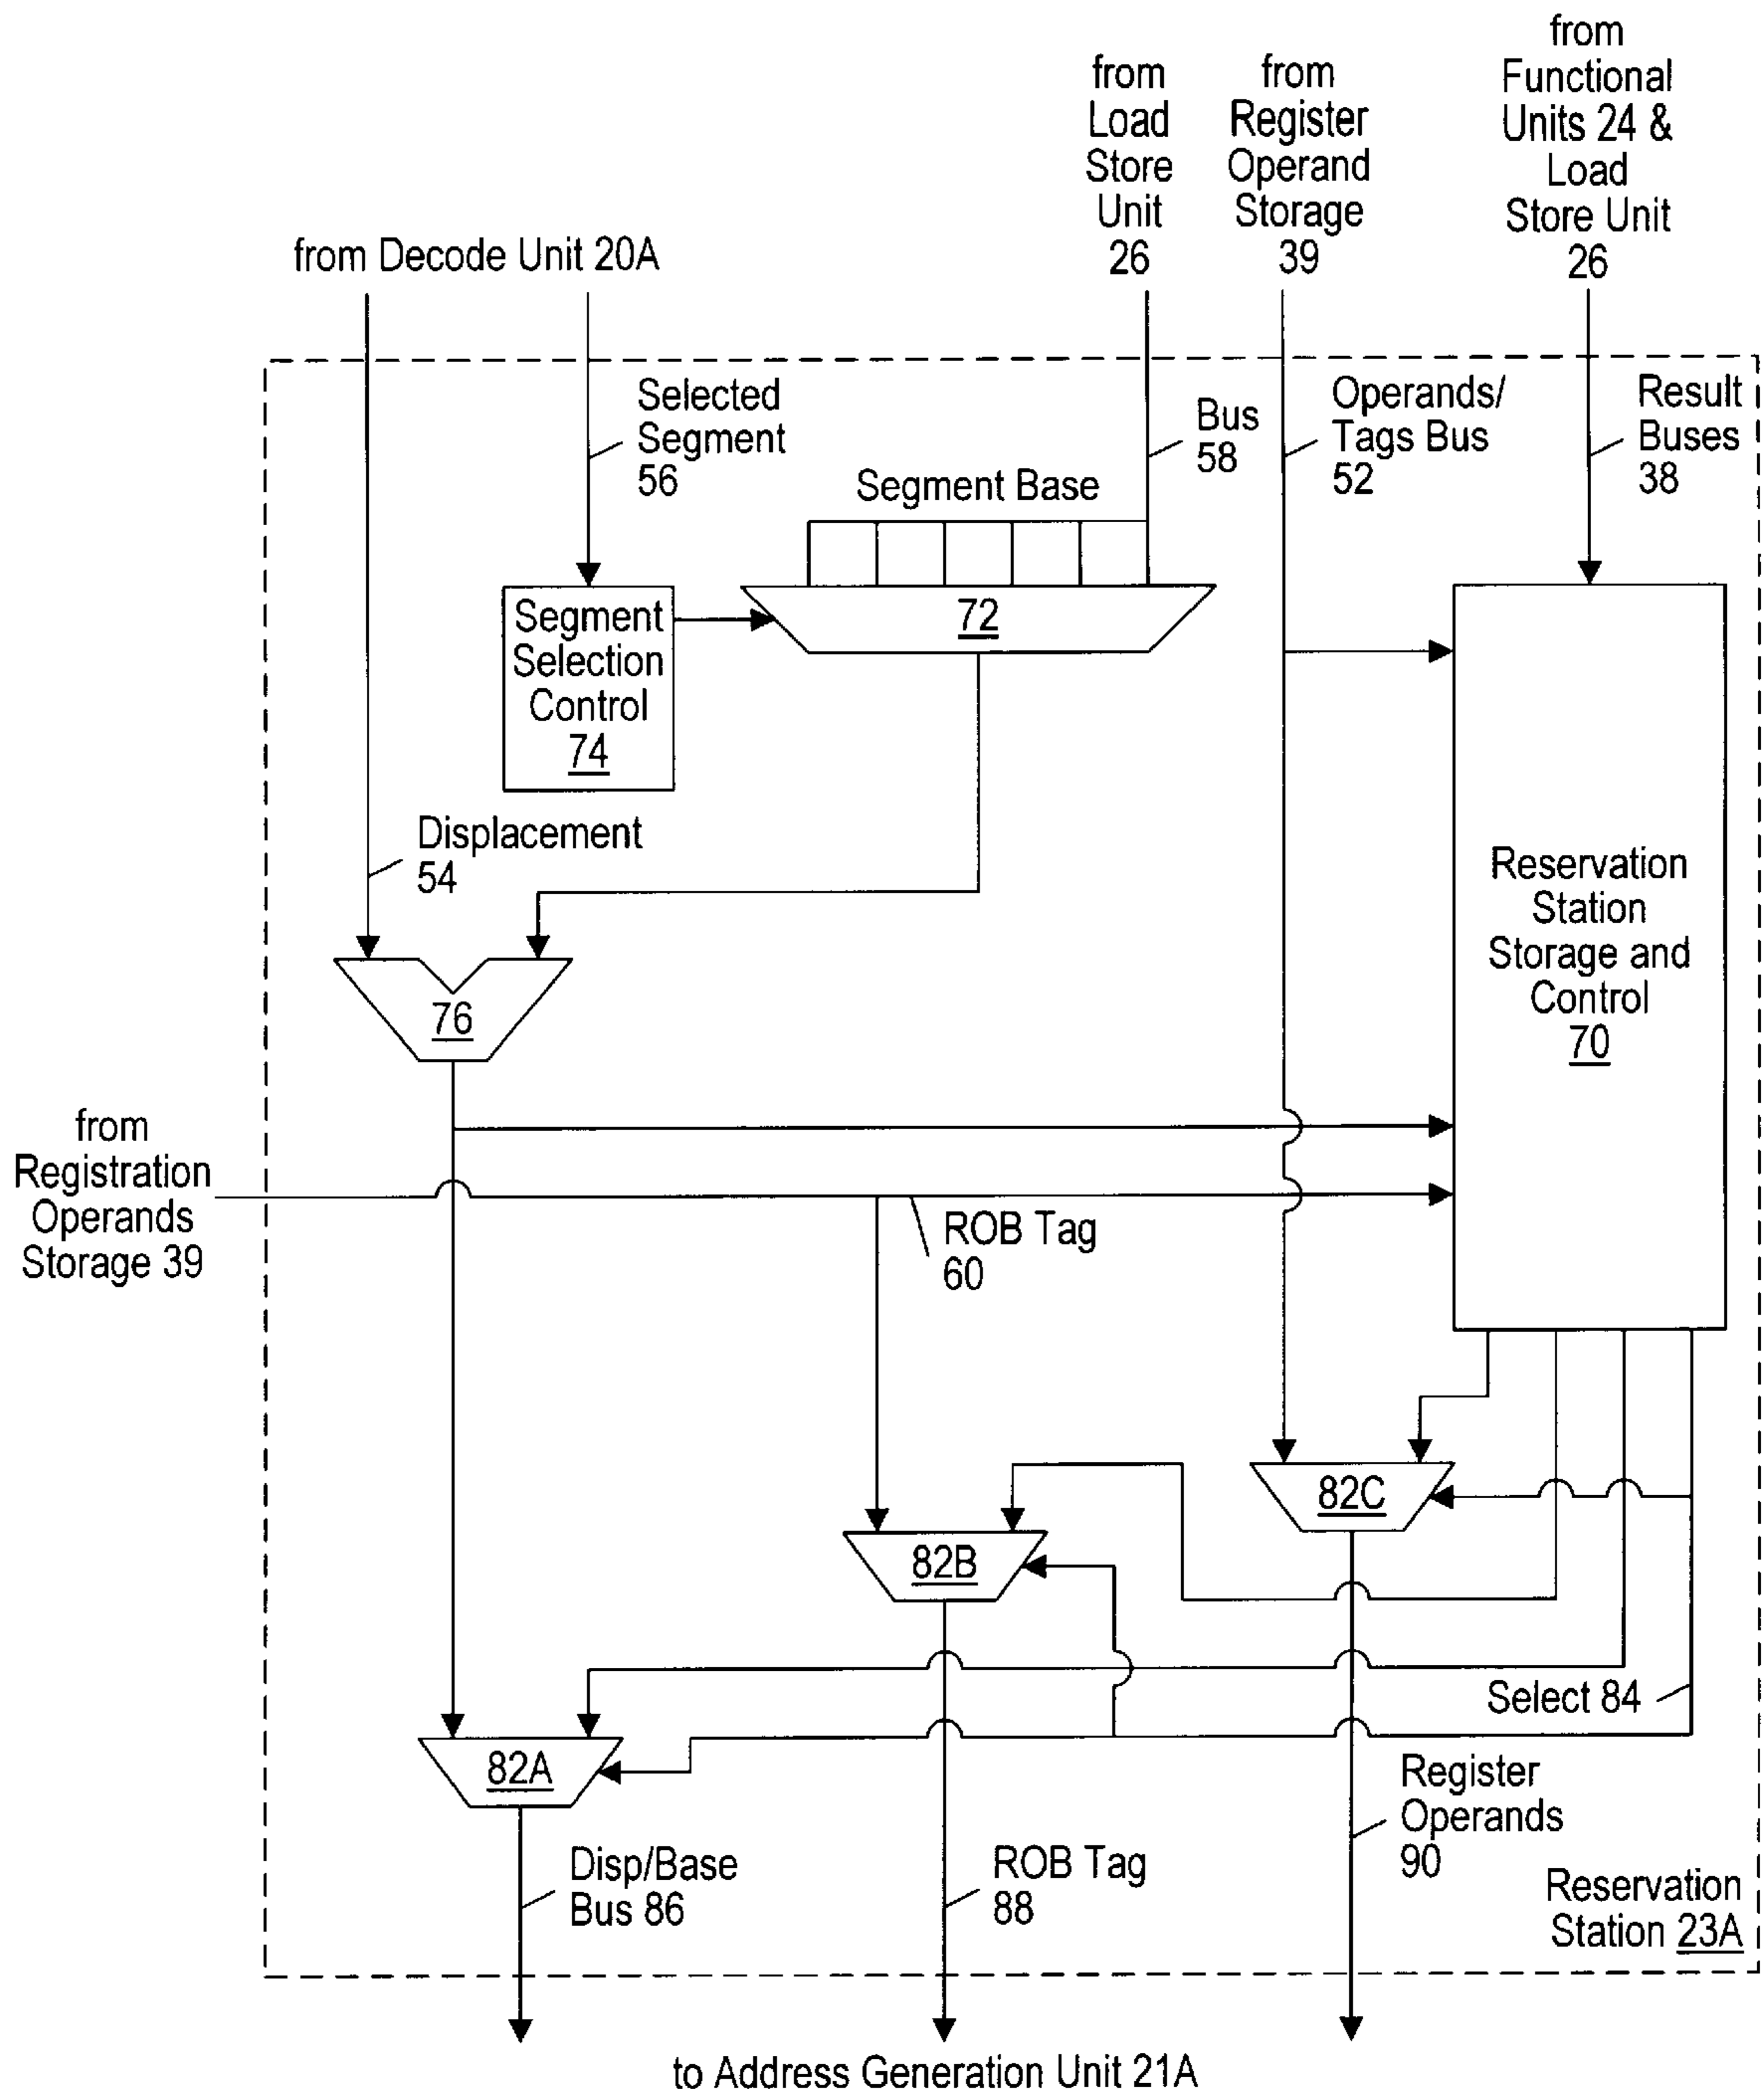 from
Functional
Units 24 &
Load
Store Unit
26
from
Load
Store
Unit
26
from
Register
Operand
Storage
39
from Decode Unit 20A
Selected
Segment
56
Segment Base
Bus
58
Operands/
Tags Bus
52
Result
Buses
38
Segment
Selection
Control
74
72
Displacement
54
76
Reservation
Station
Storage and
Control
70
from
Registration
Operands
Storage 39
ROB Tag
60
82C
82B
82A
Select 84
Disp/Base
Bus 86
ROB Tag
88
Register
Operands
90
Reservation
Station 23A
to Address Generation Unit 21A